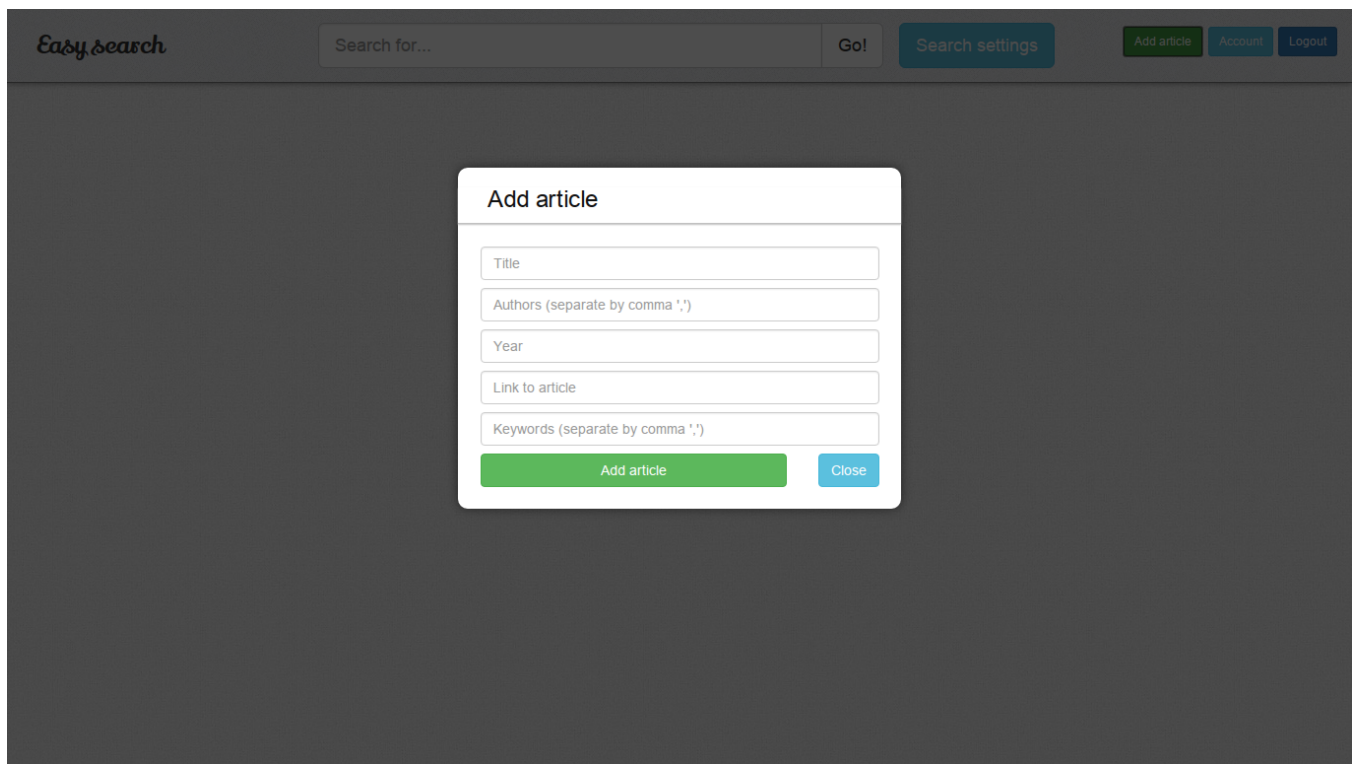 Easy search
Search for...
Go!
Search settings
Add article
Account
Logout
Add article
Title
Authors (separate by comma ',')
Year
Link to article
Keywords (separate by comma ',')
Add article
Close